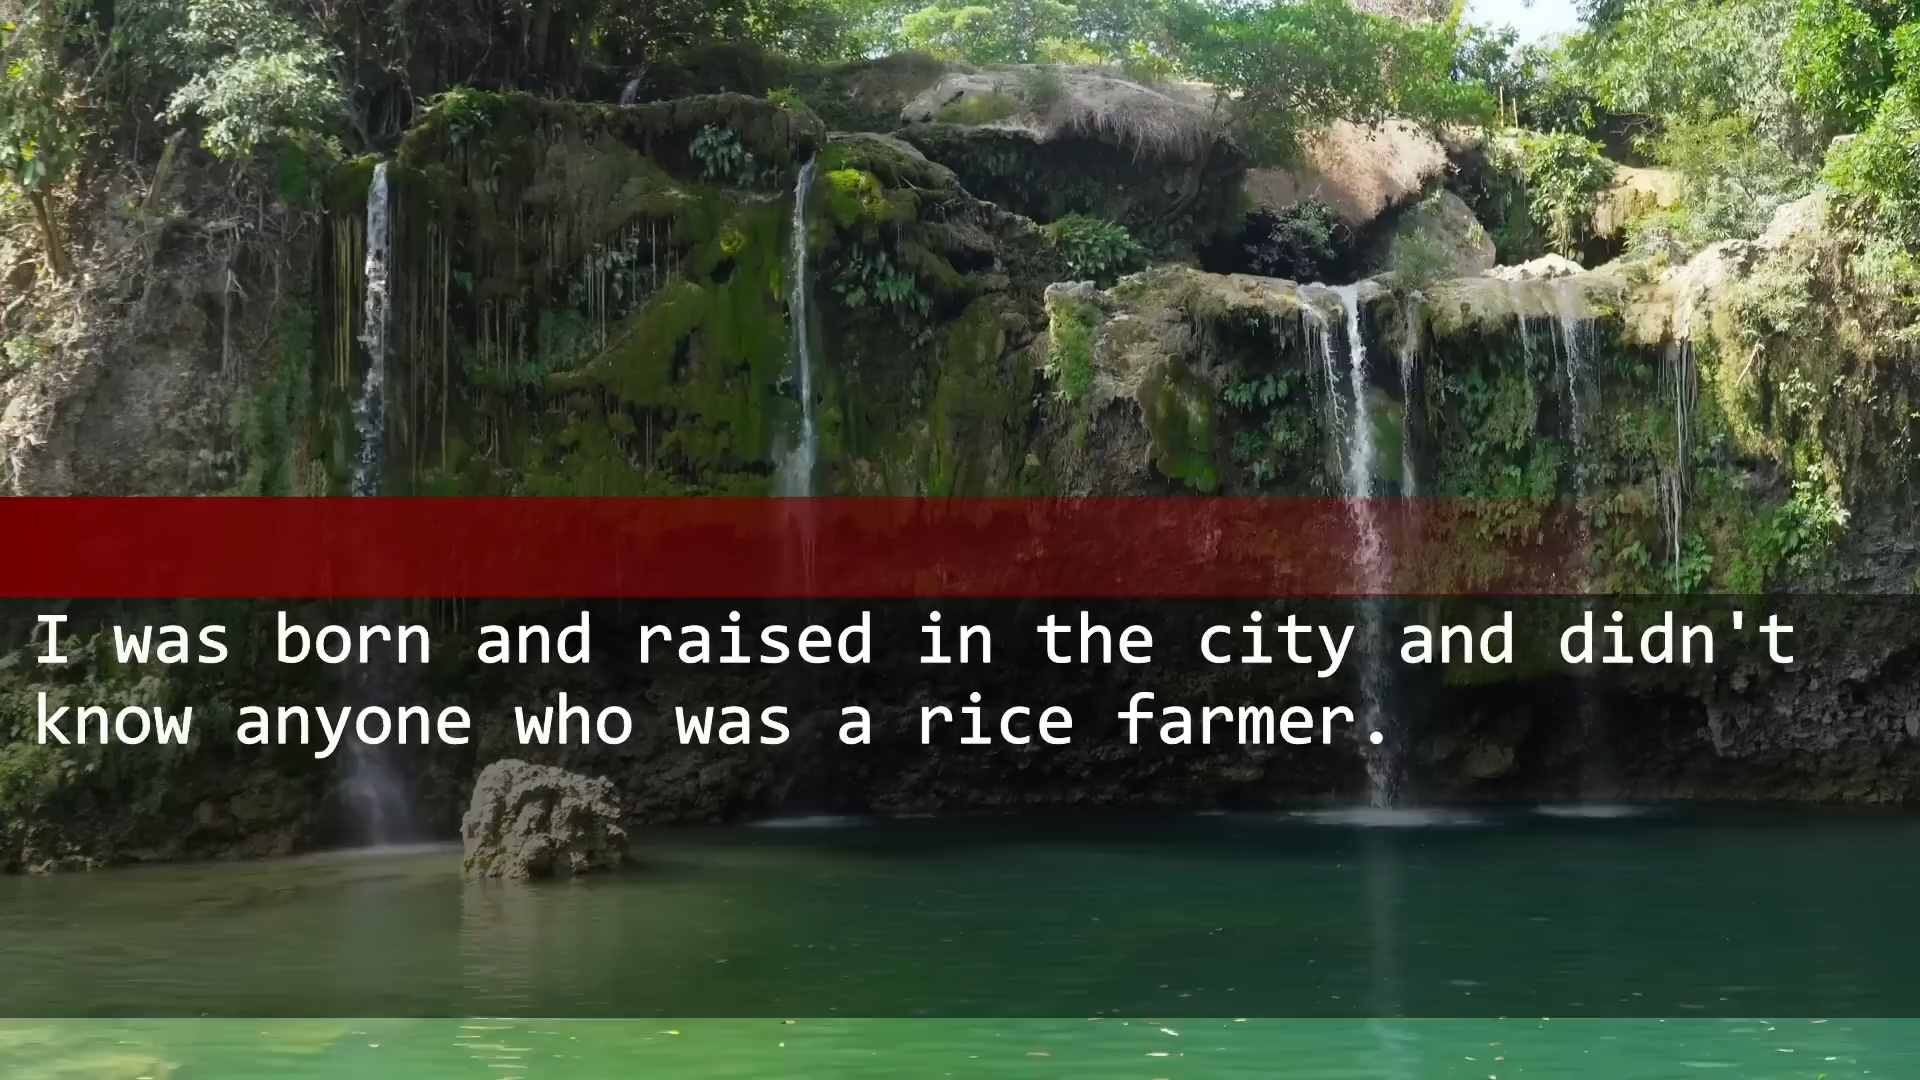 I was born and raised in the city and didn't
know anyone who was a rice farmer.